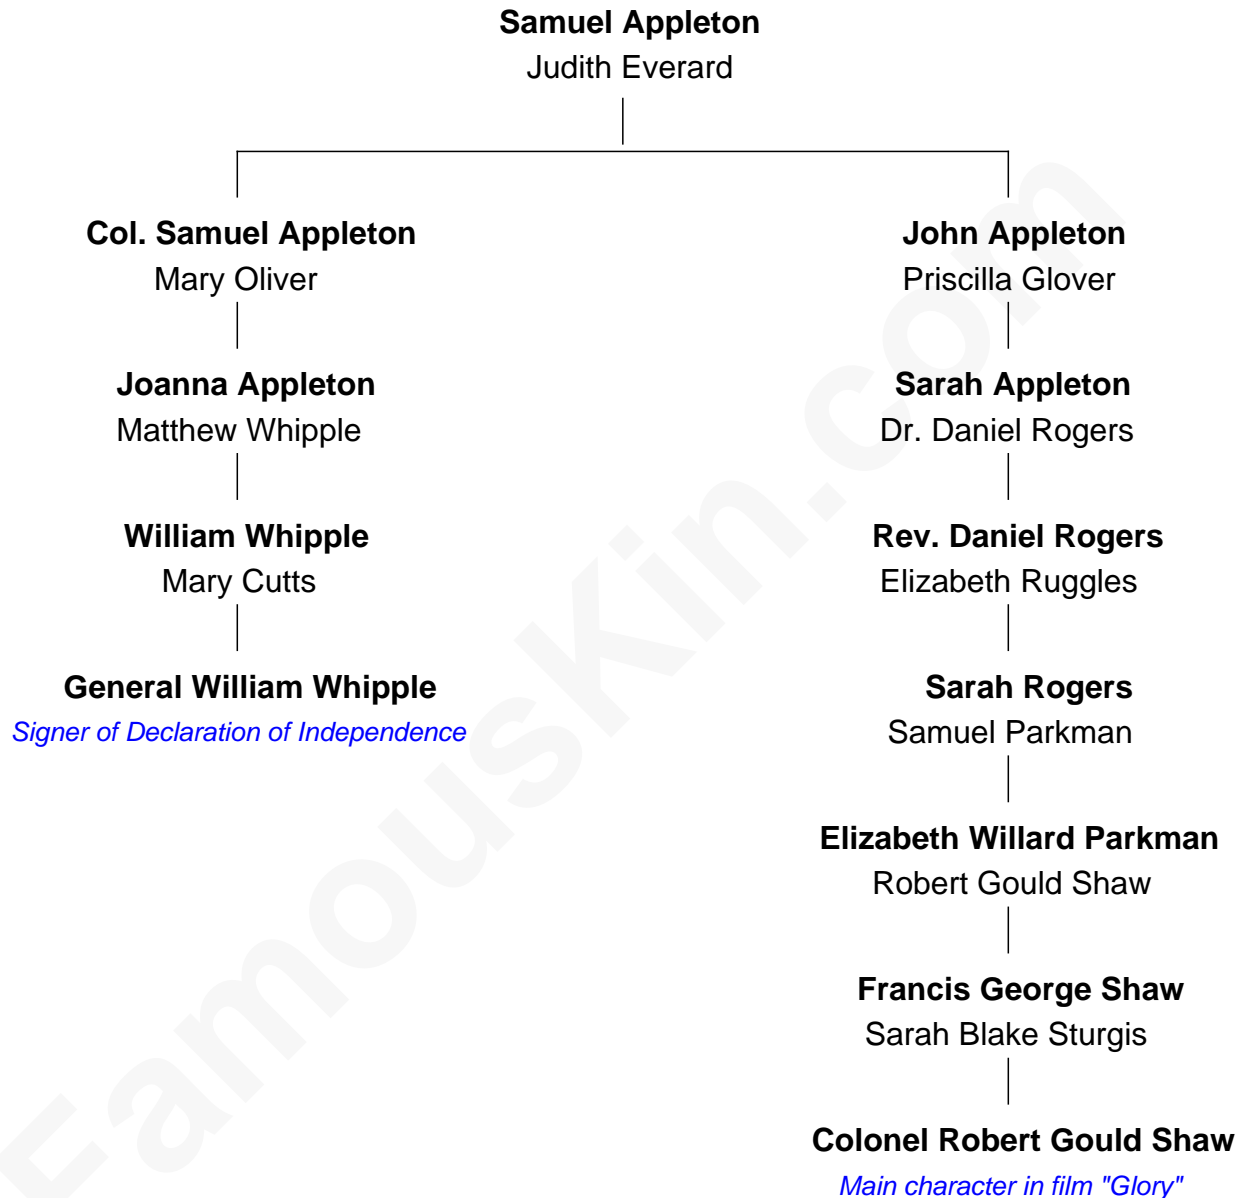 Samuel Appleton
Judith Everard
Col. Samuel Appleton
Mary Oliver
John Appleton
Priscilla Glover
Joanna Appleton
Matthew Whipple
Sarah Appleton
Dr. Daniel Rogers
William Whipple
Mary Cutts
Rev. Daniel Rogers
Elizabeth Ruggles
General William Whipple
Signer of Declaration of Independence
Sarah Rogers
Samuel Parkman
Elizabeth Willard Parkman
Robert Gould Shaw
Francis George Shaw
Sarah Blake Sturgis
Colonel Robert Gould Shaw
Main character in film "Glory"
FamousKin.com